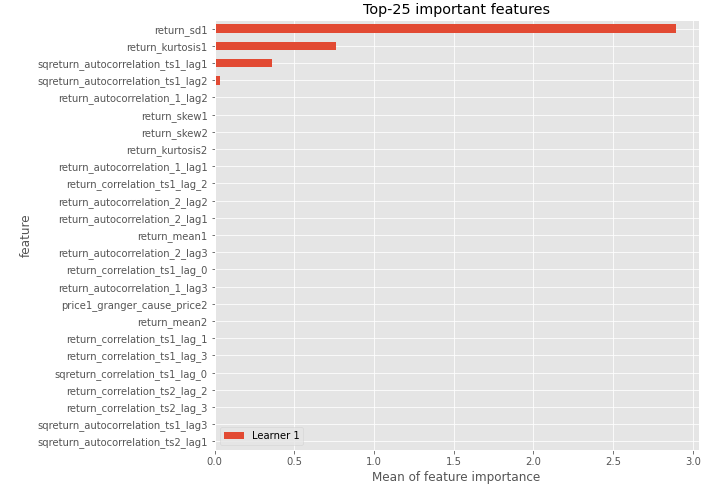 Top-25 important features
return_sd1
return_kurtosis1
sqreturn_autocorrelation_ts1_lag1
sqreturn_autocorrelation_ts1_lag2
return_autocorrelation_1_lag2
return_skew1
return_skew2
return_kurtosis2
return_autocorrelation_1_lag1
return_correlation_ts1_lag_2
return_autocorrelation_2_lag2
return_autocorrelation_2_lag1
return_mean1
return_autocorrelation_2_lag3
return_correlation_ts1_lag_0
return_autocorrelation_1_lag3
price1_granger_cause_price2
return_mean2
return_correlation_ts1_lag_1
return_correlation_ts1_lag_3
sqreturn_correlation_ts1_lag_0
return_correlation_ts2_lag_2
return_correlation_ts2_lag_3
sqreturn_autocorrelation_ts1_lag3
sqreturn_autocorrelation_ts2_lag1
feature
Learner 1
0.0 0.5 1.0 1.5 2.0 2.5 3.0
Mean of feature importance